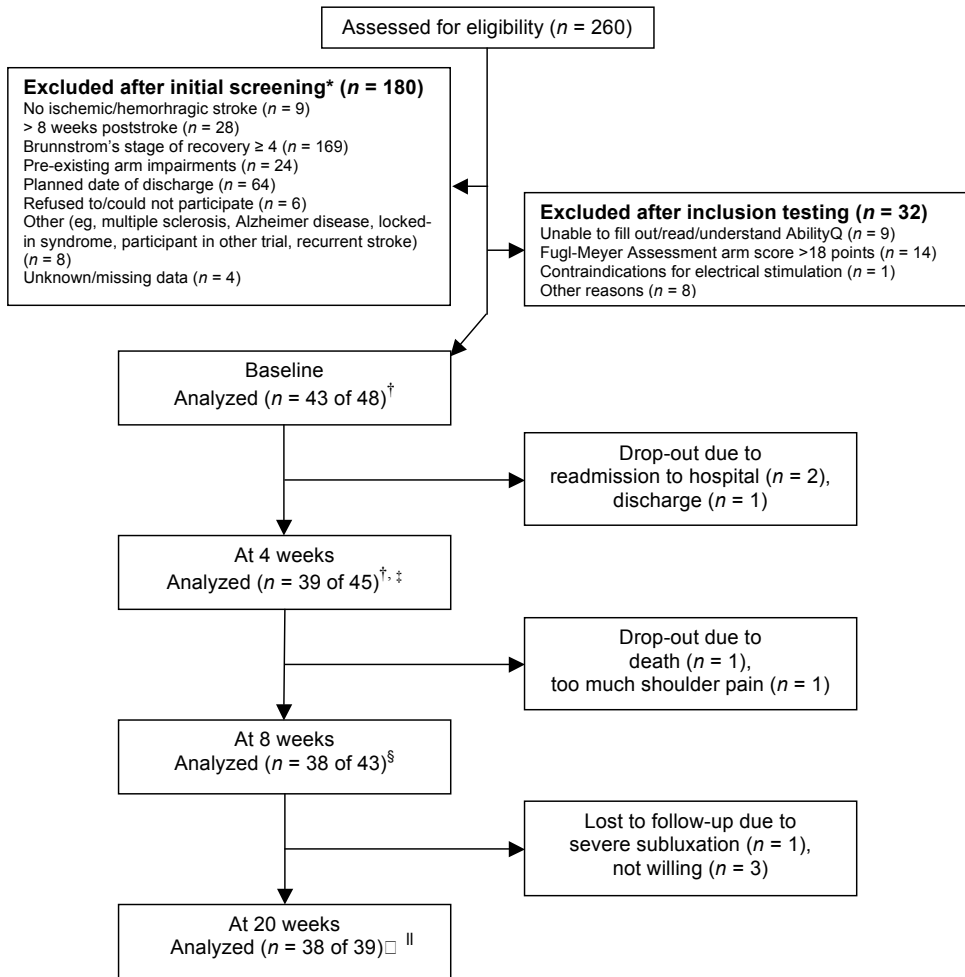 Assessed for eligibility (n = 260)
Excluded after initial screening* (n = 180)
No ischemic/hemorhragic stroke (n = 9)
> 8 weeks poststroke (n = 28)
Brunnstrom's stage of recovery ≥ 4 (n = 169)
Pre-existing arm impairments (n = 24)
Planned date of discharge (n = 64)
Refused to/could not participate (n = 6)
Other (eg, multiple sclerosis, Alzheimer disease, locked-
in syndrome, participant in other trial, recurrent stroke)
(n = 8)
Unknown/missing data (n = 4)
Excluded after inclusion testing (n = 32)
Unable to fill out/read/understand AbilityQ (n = 9)
Fugl-Meyer Assessment arm score >18 points (n = 14)
Contraindications for electrical stimulation (n = 1)
Other reasons (n = 8)
Baseline
Analyzed (n = 43 of 48)†
Drop-out due to
readmission to hospital (n = 2),
discharge (n = 1)
At 4 weeks
Analyzed (n = 39 of 45)†, ‡
Drop-out due to
death (n = 1),
too much shoulder pain (n = 1)
At 8 weeks
Analyzed (n = 38 of 43)§
Lost to follow-up due to
severe subluxation (n = 1),
not willing (n = 3)
At 20 weeks
Analyzed (n = 38 of 39)□ ||